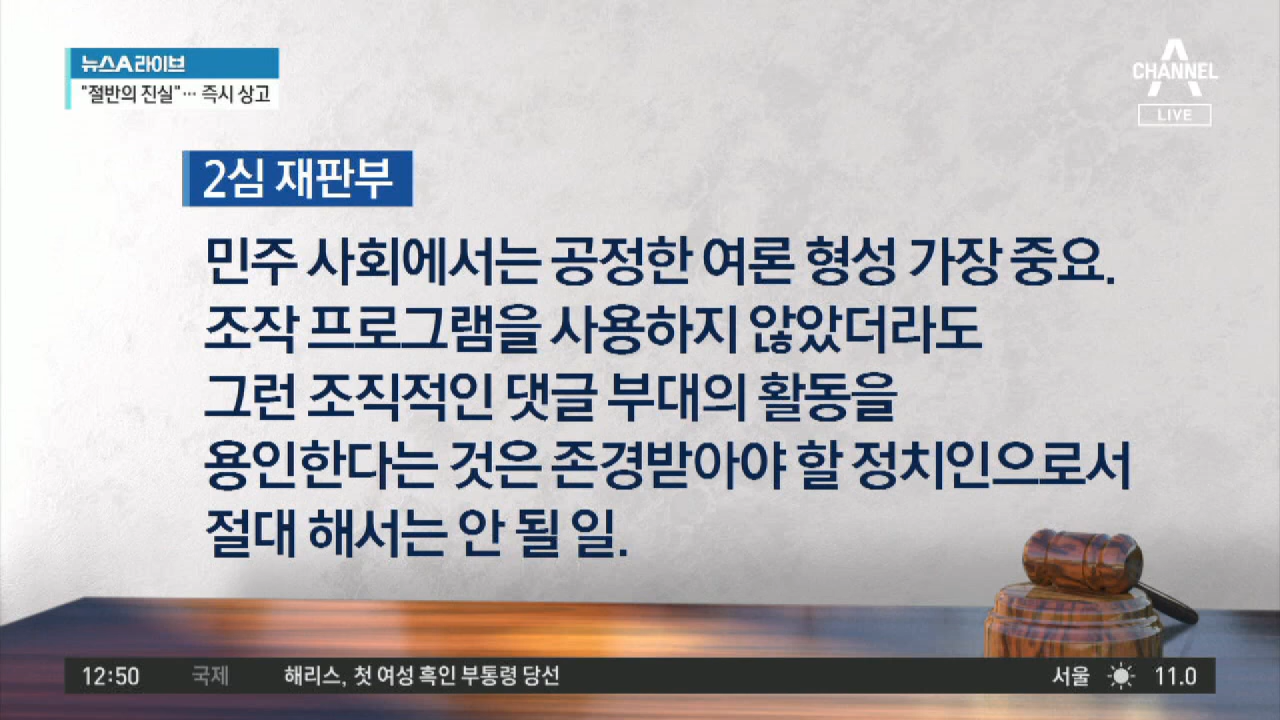 뉴스A 라이브
"절반의 진실"… 즉시 상고
CHANNEL A
LIVE
2심 재판부
민주 사회에서는 공정한 여론 형성 가장 중요.
조작 프로그램을 사용하지 않았더라도
그런 조직적인 댓글 부대의 활동을
용인한다는 것은 존경받아야 할 정치인으로서
절대 해서는 안 될 일.
12:50 국제 해리스, 첫 여성 흑인 부통령 당선 서울 11.0